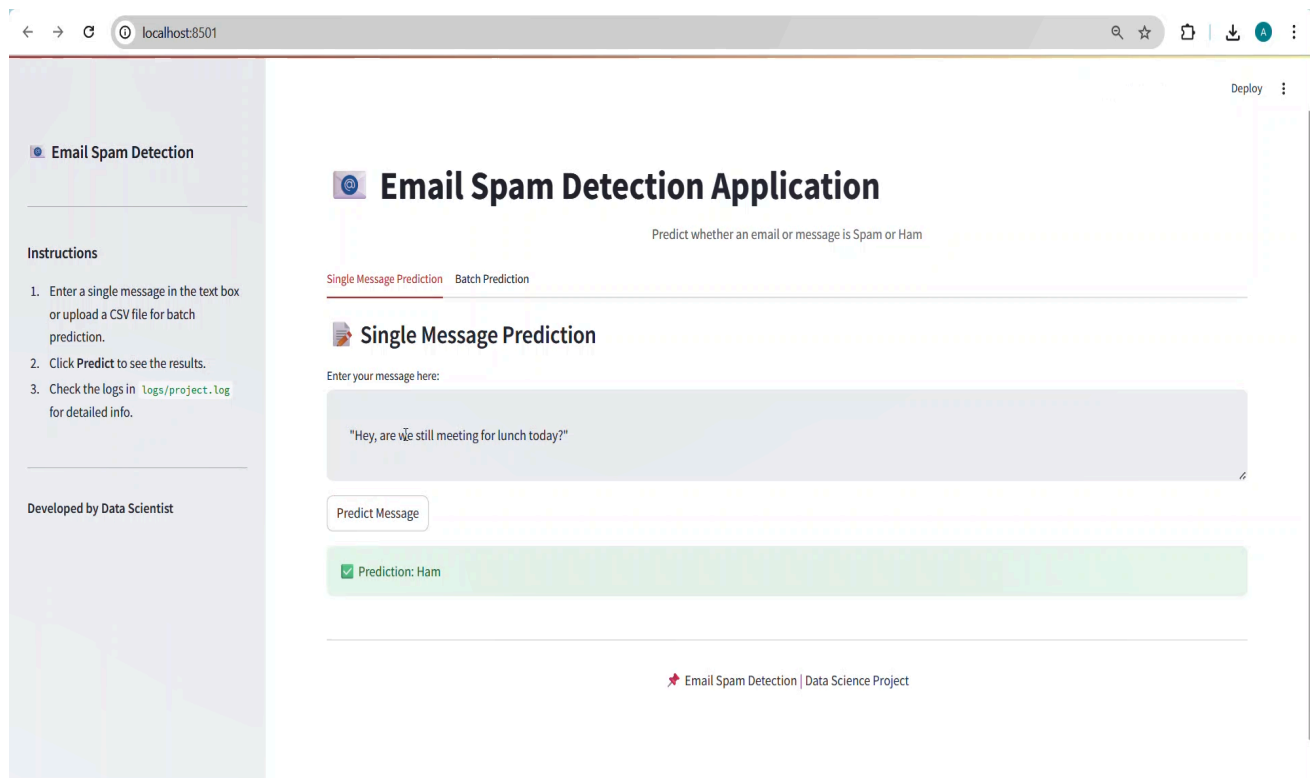 localhost:8501
A
Deploy
Email Spam Detection
Instructions
1. Enter a single message in the text box
or upload a CSV file for batch
prediction.
2. Click Predict to see the results.
3. Check the logs in logs/project.log
for detailed info.
Developed by Data Scientist
Email Spam Detection Application
Predict whether an email or message is Spam or Ham
Single Message Prediction Batch Prediction
Single Message Prediction
Enter your message here:
"Hey, are we still meeting for lunch today?"
Predict Message
Prediction: Ham
Email Spam Detection | Data Science Project